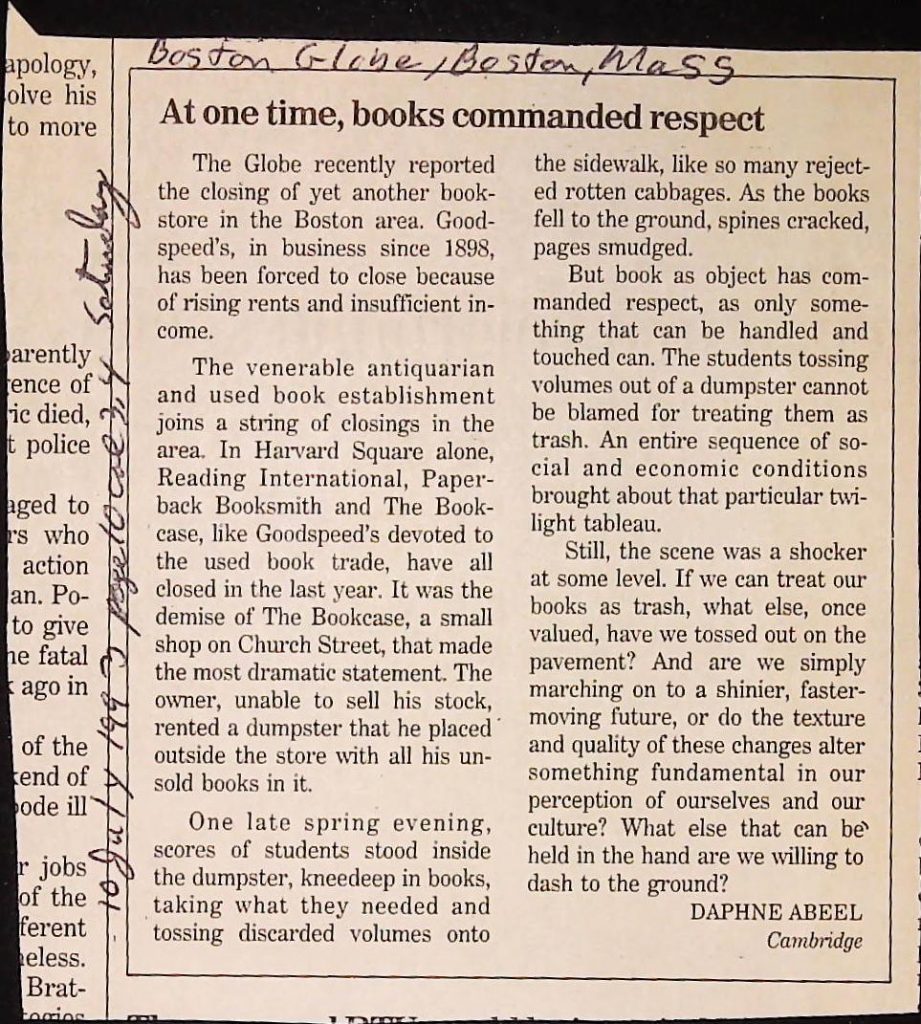 Boston Globe, Boston, Mass
10 July 1993 page 10 col 3,4 Saturday
apology,
olve his
to more
arently
ence of
ic died,
t police
aged to
rs who
action
an. Po-
to give
ne fatal
ago in
of the
end of
ode ill
r jobs
of the
ferent
eless.
Brat-
At one time, books commanded respect
The Globe recently reported
the closing of yet another book-
store in the Boston area. Good-
speed's, in business since 1898,
has been forced to close because
of rising rents and insufficient in-
come.
The venerable antiquarian
and used book establishment
joins a string of closings in the
area. In Harvard Square alone,
Reading International, Paper-
back Booksmith and The Book-
case, like Goodspeed's devoted to
the used book trade, have all
closed in the last year. It was the
demise of The Bookcase, a small
shop on Church Street, that made
the most dramatic statement. The
owner, unable to sell his stock,
rented a dumpster that he placed
outside the store with all his un-
sold books in it.
One late spring evening,
scores of students stood inside
the dumpster, kneedeep in books,
taking what they needed and
tossing discarded volumes onto
the sidewalk, like so many reject-
ed rotten cabbages. As the books
fell to the ground, spines cracked,
pages smudged.
But book as object has com-
manded respect, as only some-
thing that can be handled and
touched can. The students tossing
volumes out of a dumpster cannot
be blamed for treating them as
trash. An entire sequence of so-
cial and economic conditions
brought about that particular twi-
light tableau.
Still, the scene was a shocker
at some level. If we can treat our
books as trash, what else, once
valued, have we tossed out on the
pavement? And are we simply
marching on to a shinier, faster-
moving future, or do the texture
and quality of these changes alter
something fundamental in our
perception of ourselves and our
culture? What else that can be
held in the hand are we willing to
dash to the ground?
DAPHNE ABEEL
Cambridge